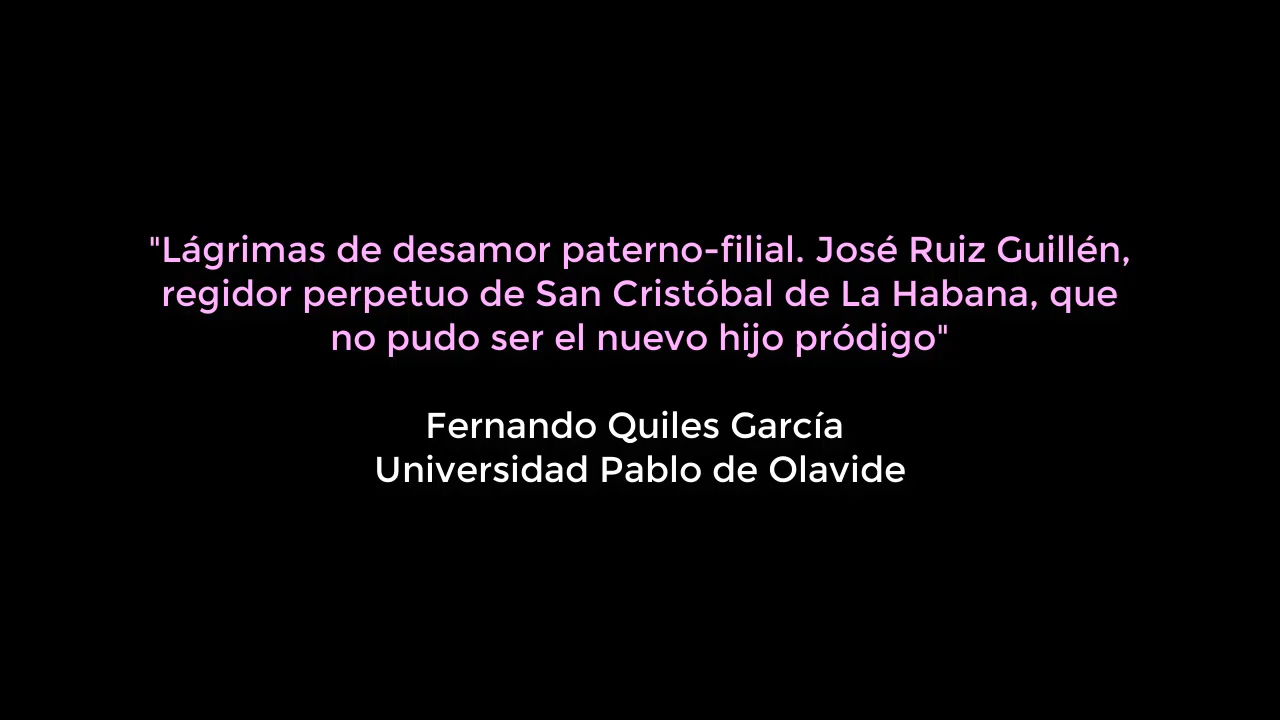 "Lágrimas de desamor paterno-filial. José Ruiz Guillén,
regidor perpetuo de San Cristóbal de La Habana, que
no pudo ser el nuevo hijo pródigo"
Fernando Quiles García
Universidad Pablo de Olavide